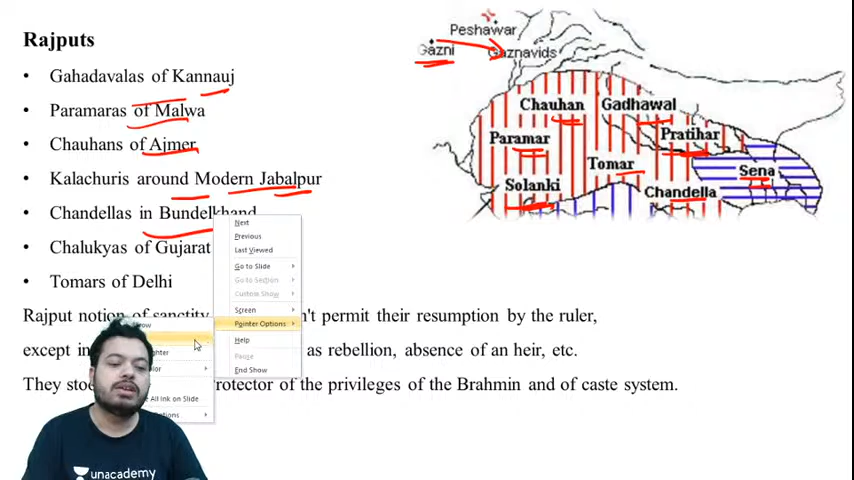 Rajputs
• Gahadavalas of Kannauj
• Paramaras of Malwa
• Chauhans of Ajmer
• Kalachuris around Modern Jabalpur
• Chandellas in Bundelkhand
• Chalukyas of Gujarat
• Tomars of Delhi
Rajput notion of sanctity n't permit their resumption by the ruler,
except in as rebellion, absence of an heir, etc.
They stoo rotector of the privileges of the Brahmin and of caste system.
Peshawar
Gazni
Gaznavids
Chauhan
Gadhawal
Paramar
Pratihar
Tomar
Sena
Solanki
Chandella
Next
Previous
Last Viewed
Go to Slide
Go to Section
Custom Show
Screen
Pointer Options
Help
Pause
End Show
All Ink on Slide
unacademy